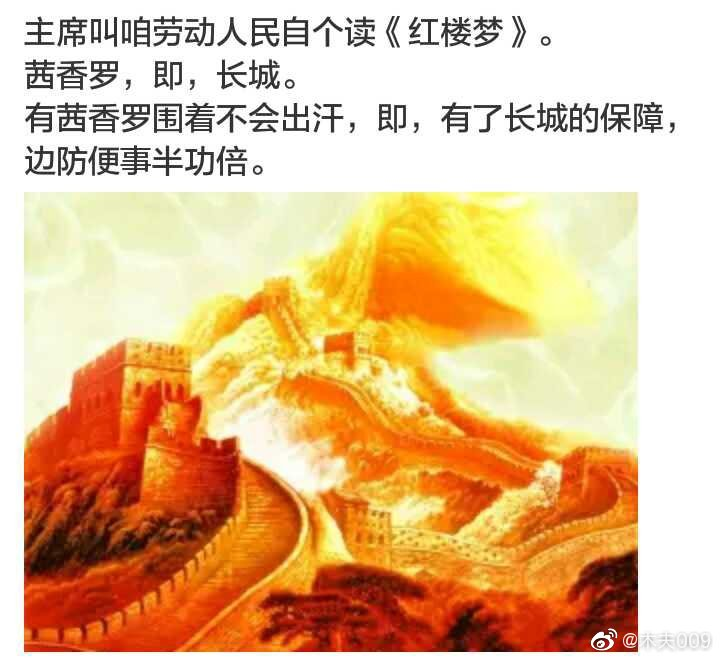 主席叫咱劳动人民自个读《红楼梦》。
茜香罗，即，长城。
有茜香罗围着不会出汗，即，有了长城的保障，
边防便事半功倍。
@木夫009